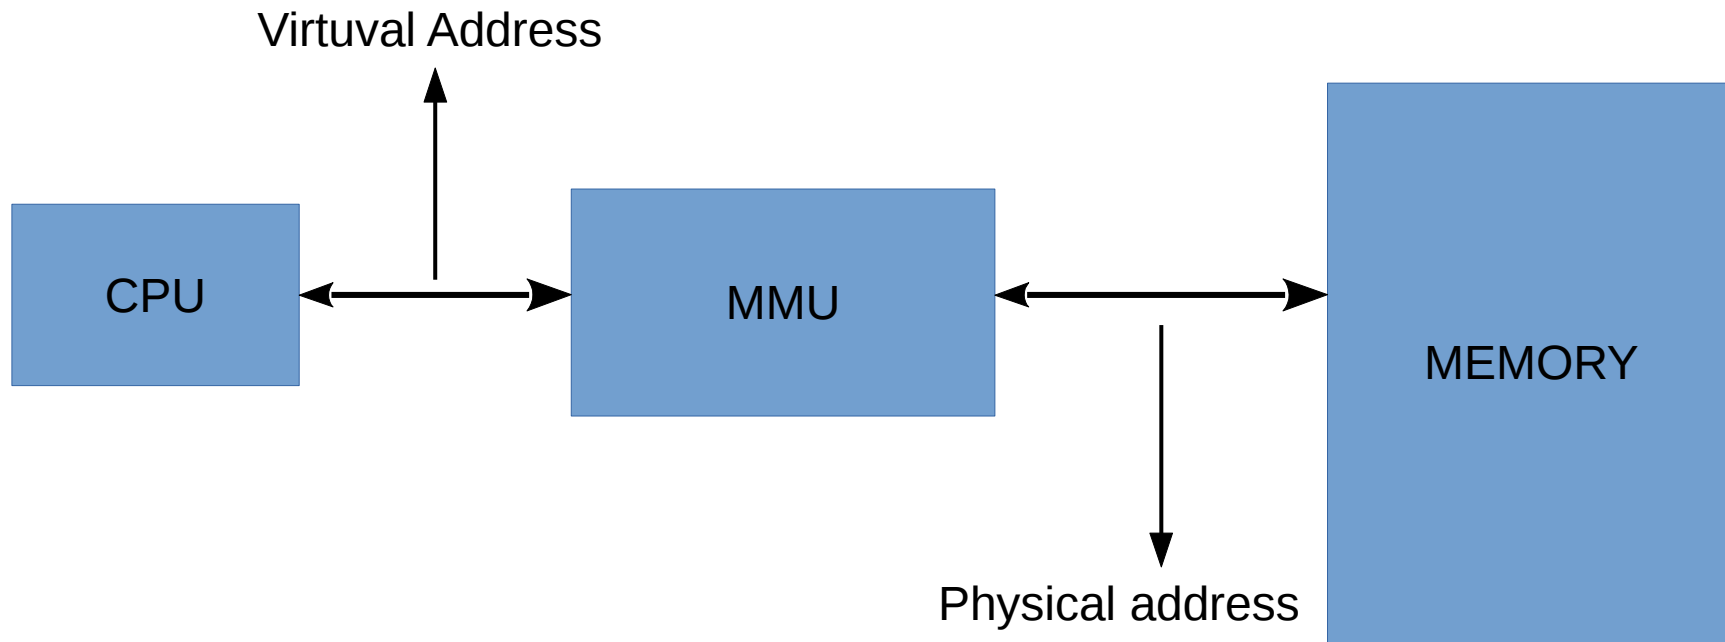 Virtuval Address
CPU
MMU
MEMORY
Physical address